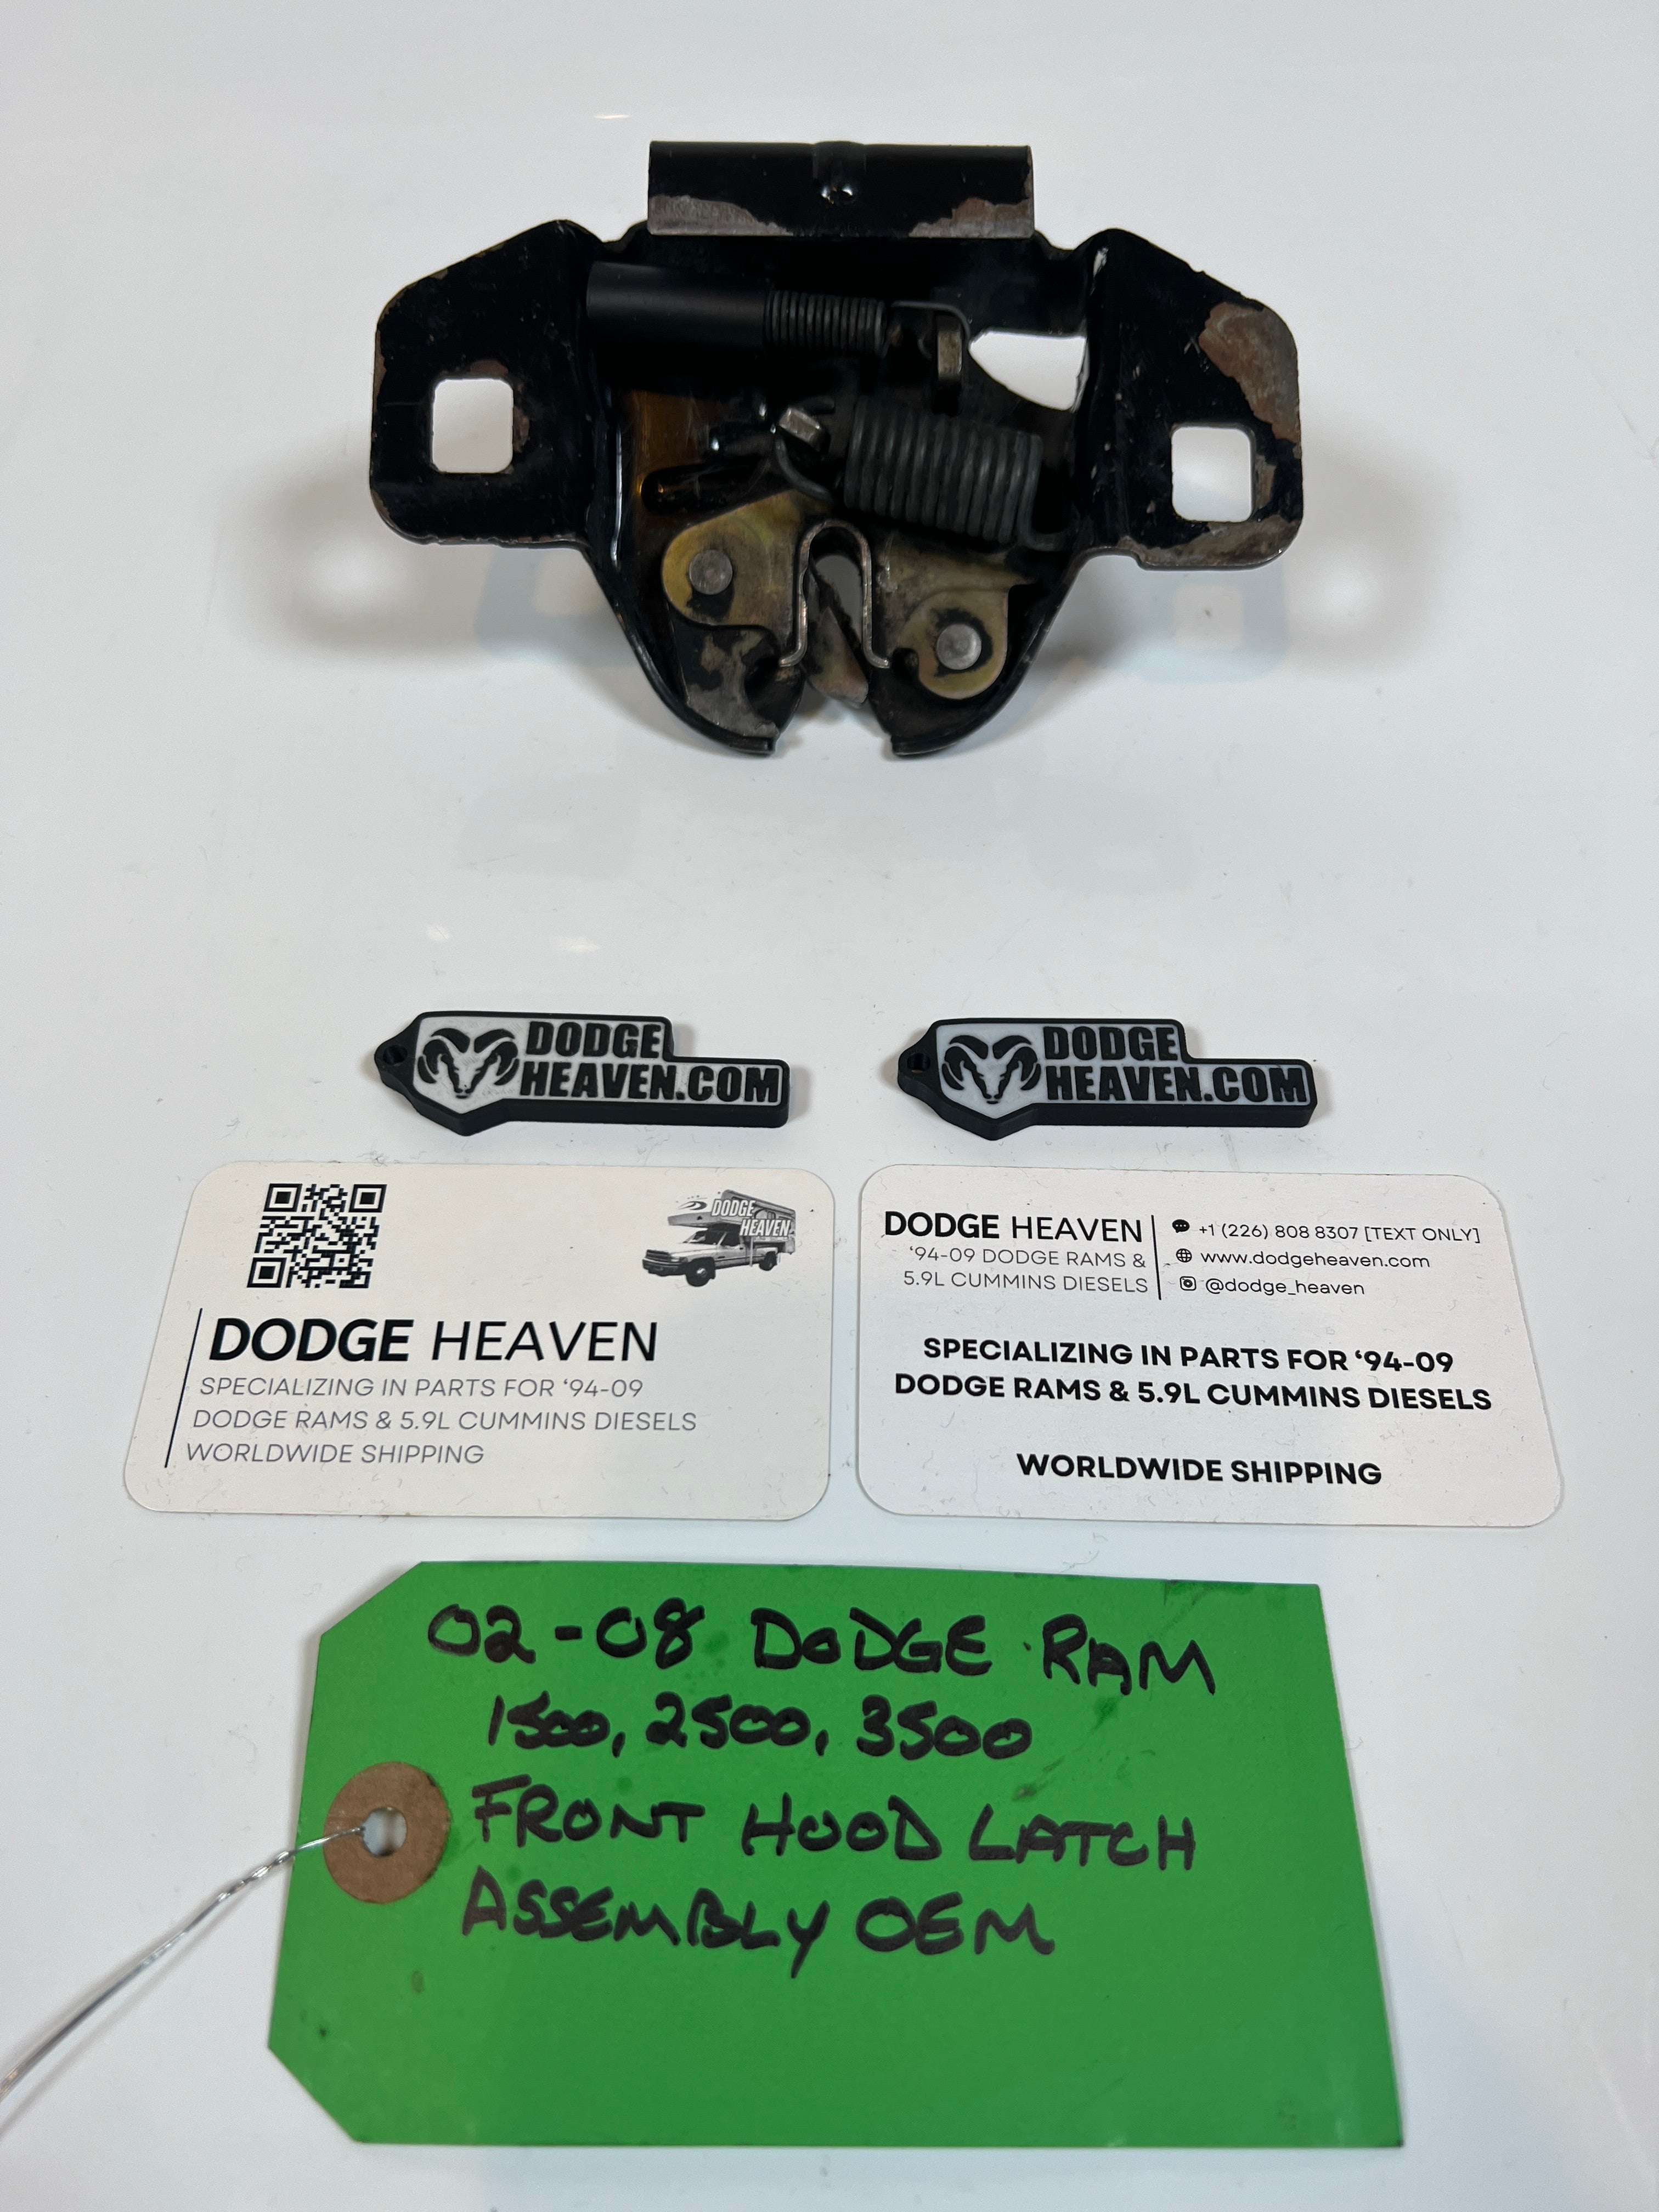 DODGE
HEAVEN.COM
DODGE
HEAVEN.COM
DODGE
HEAVEN
DODGE HEAVEN
SPECIALIZING IN PARTS FOR ‘94-09
DODGE RAMS & 5.9L CUMMINS DIESELS
WORLDWIDE SHIPPING
DODGE HEAVEN
‘94-09 DODGE RAMS &
5.9L CUMMINS DIESELS
+1 (226) 808 8307 [TEXT ONLY]
www.dodgeheaven.com
@dodge_heaven
SPECIALIZING IN PARTS FOR ‘94-09
DODGE RAMS & 5.9L CUMMINS DIESELS
WORLDWIDE SHIPPING
02-08 DODGE RAM
1500, 2500, 3500
FRONT HOOD LATCH
ASSEMBLY OEM